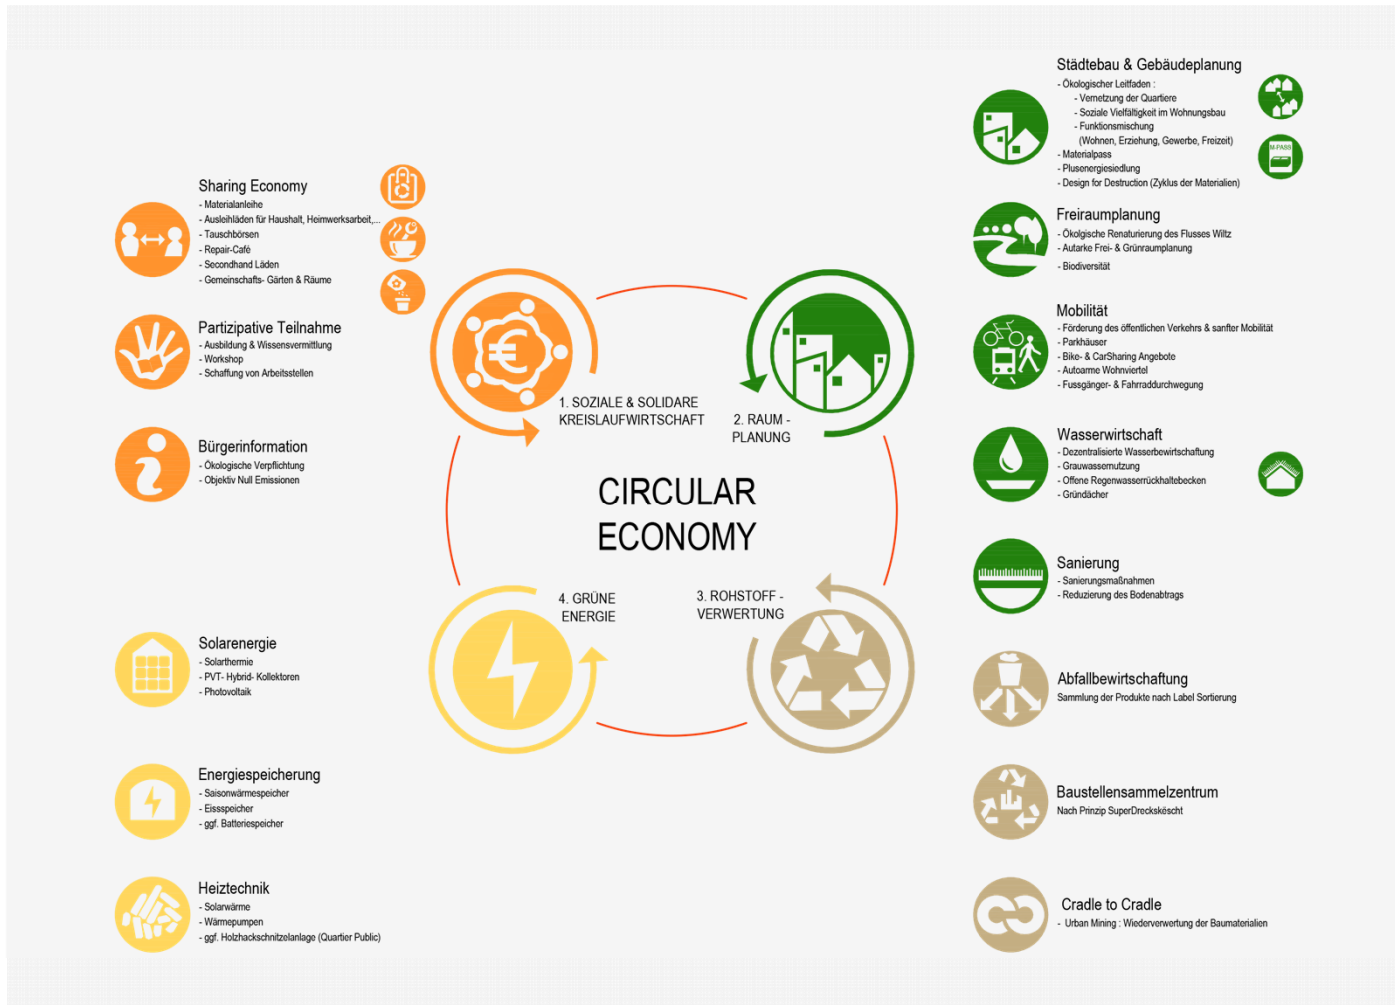 Sharing Economy
- Materialanleihe
- Ausleihläden für Haushalt, Heimwerksarbeit,...
- Tauschbörsen
- Repair-Café
- Secondhand Läden
- Gemeinschafts- Gärten & Räume
Partizipative Teilnahme
- Ausbildung & Wissensvermittlung
- Workshop
- Schaffung von Arbeitsstellen
Bürgerinformation
- Ökologische Verpflichtung
- Objektiv Null Emissionen
Solarenergie
- Solarthermie
- PVT- Hybrid- Kollektoren
- Photovoltaik
Energiespeicherung
- Saisonwärmespeicher
- Eissspeicher
- ggf. Batteriespeicher
Heiztechnik
- Solarwärme
- Wärmepumpen
- ggf. Holzhackschnitzelanlage (Quartier Public)
1. SOZIALE & SOLIDARE
KREISLAUFWIRTSCHAFT
2. RAUM -
PLANUNG
CIRCULAR
ECONOMY
4. GRÜNE
ENERGIE
3. ROHSTOFF -
VERWERTUNG
Städtebau & Gebäudeplanung
- Ökologischer Leitfaden :
- Vernetzung der Quartiere
- Soziale Vielfältigkeit im Wohnungsbau
- Funktionsmischung
(Wohnen, Erziehung, Gewerbe, Freizeit)
- Materialpass
- Plusenergiesiedlung
- Design for Destruction (Zyklus der Materialien)
M-PASS
Freiraumplanung
- Ökolgische Renaturierung des Flusses Wiltz
- Autarke Frei- & Grünraumplanung
- Biodiversität
Mobilität
- Förderung des öffentlichen Verkehrs & sanfter Mobilität
- Parkhäuser
- Bike- & CarSharing Angebote
- Autoarme Wohnviertel
- Fussgänger- & Fahrraddurchwegung
Wasserwirtschaft
- Dezentralisierte Wasserbewirtschaftung
- Grauwassernutzung
- Offene Regenwasserrückhaltebecken
- Gründächer
Sanierung
- Sanierungsmaßnahmen
- Reduzierung des Bodenabtrags
Abfallbewirtschaftung
Sammlung der Produkte nach Label Sortierung
Baustellensammelzentrum
Nach Prinzip SuperDreckskëscht
Cradle to Cradle
- Urban Mining : Wiederverwertung der Baumaterialien